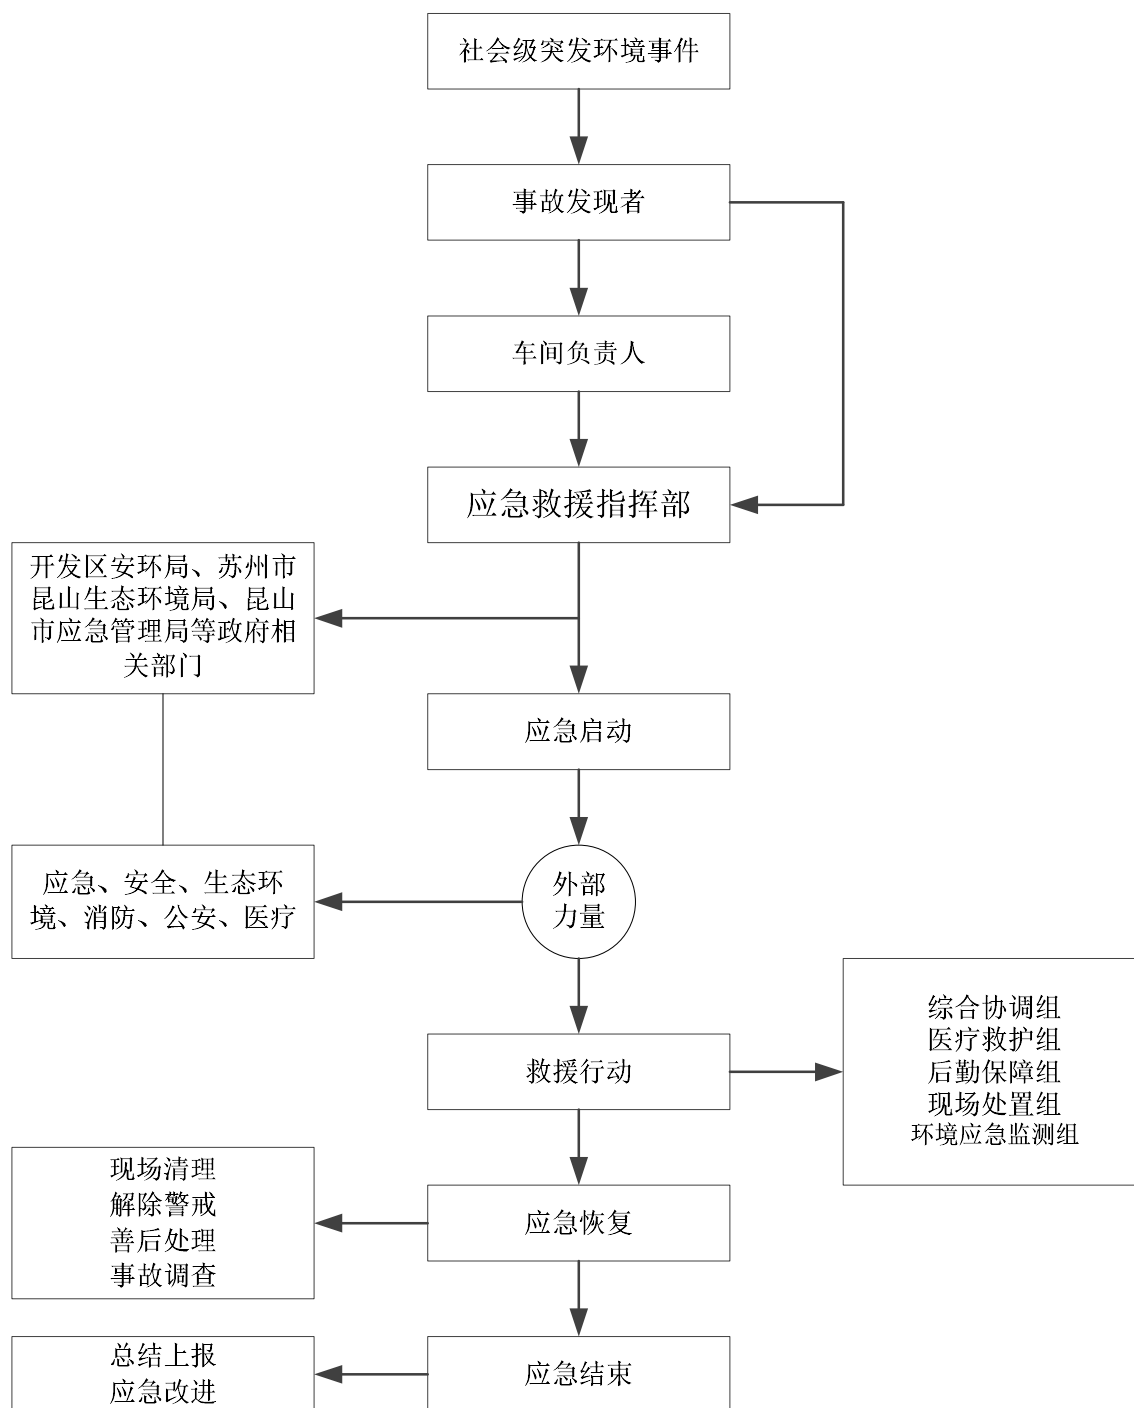 社会级突发环境事件
事故发现者
车间负责人
应急救援指挥部
开发区安环局、苏州市
昆山生态环境局、昆山
市应急管理局等政府相
关部门
应急启动
应急、安全、生态环
境、消防、公安、医疗
外部
力量
综合协调组
医疗救护组
后勤保障组
现场处置组
环境应急监测组
救援行动
现场清理
解除警戒
善后处理
事故调查
应急恢复
总结上报
应急改进
应急结束